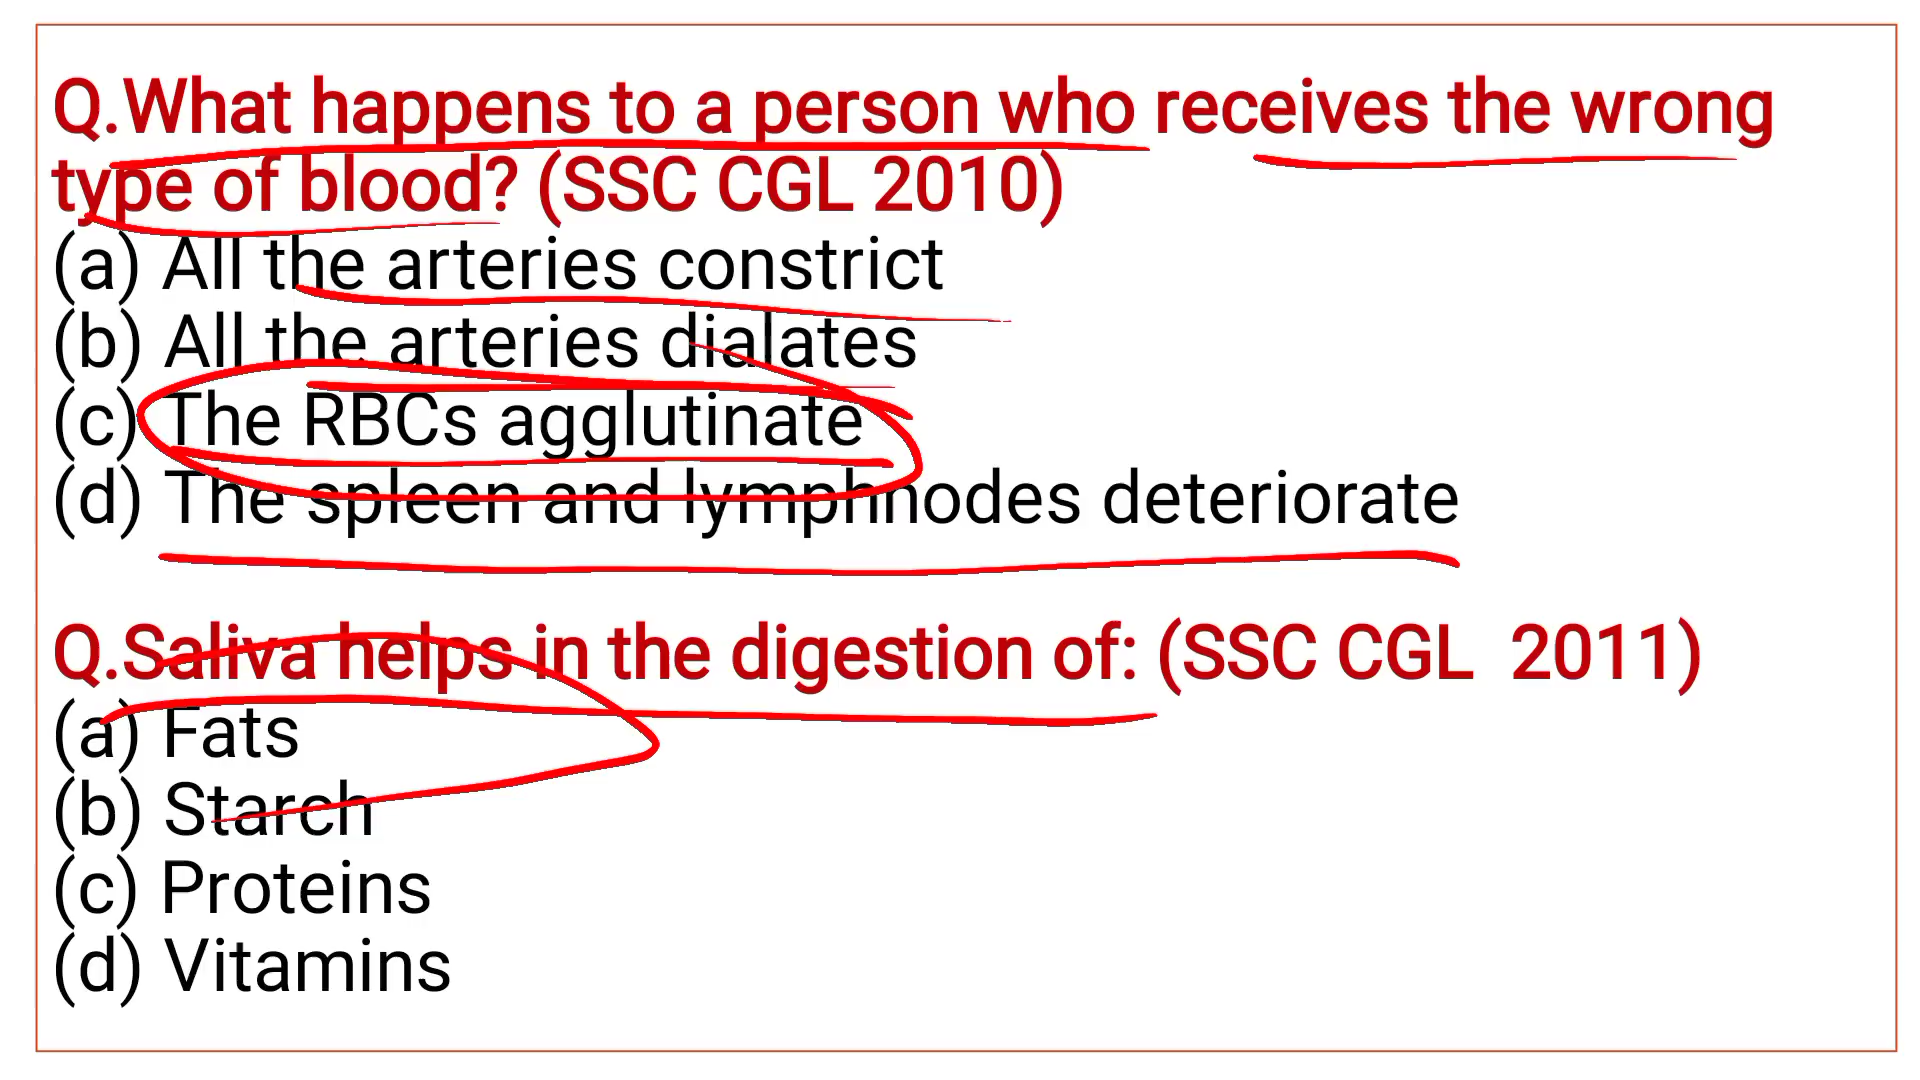 Q.What happens to a person who receives the wrong
type of blood? (SSC CGL 2010)
(a) All the arteries constrict
(b) All the arteries dialates
(c) The RBCs agglutinate
(d) The spleen and lymphnodes deteriorate
Q.Saliva helps in the digestion of: (SSC CGL  2011)
(a) Fats
(b) Starch
(c) Proteins
(d) Vitamins